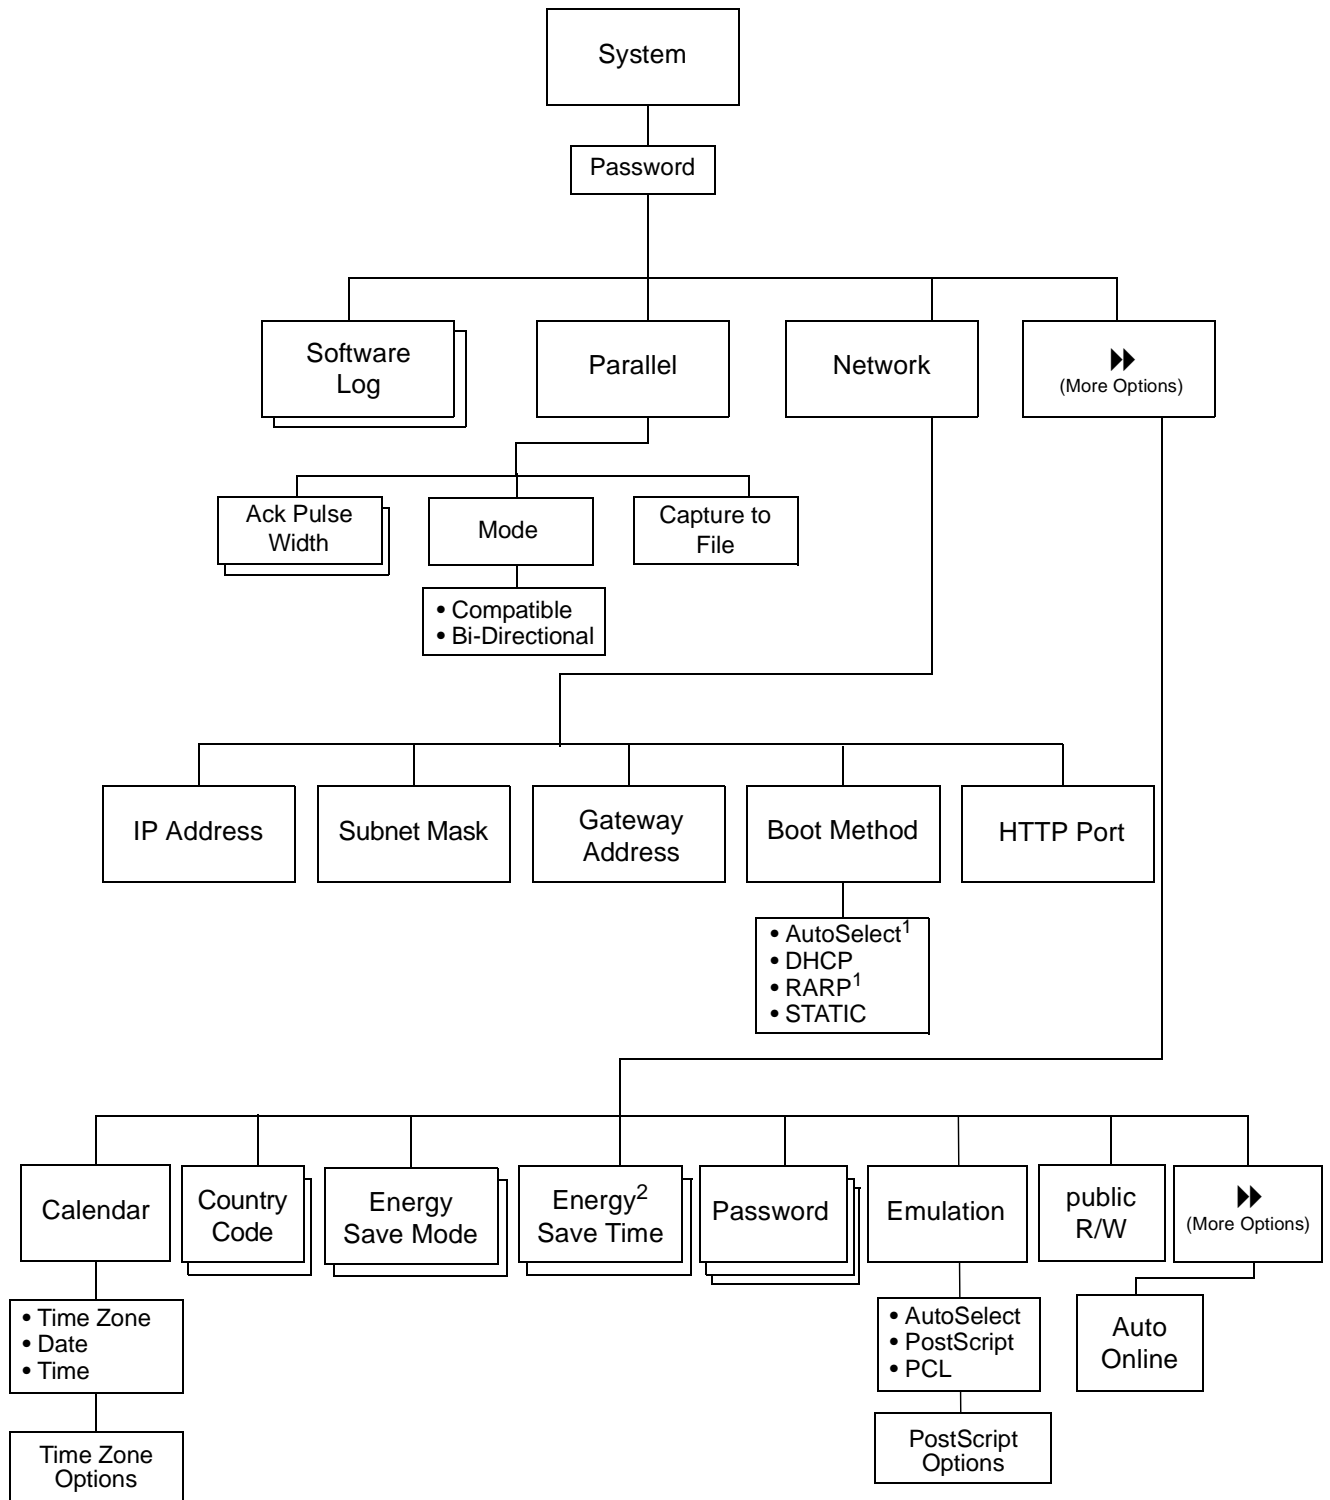 System
Password
Software
Log
Parallel
Network
(More Options)
Ack Pulse
Width
Mode
Capture to
File
• Compatible
• Bi-Directional
IP Address
Subnet Mask
Gateway
Address
Boot Method
HTTP Port
• AutoSelect¹
• DHCP
• RARP¹
• STATIC
Calendar
Country
Code
Energy
Save Mode
Energy²
Save Time
Password
Emulation
public
R/W
(More Options)
• Time Zone
• Date
• Time
• AutoSelect
• PostScript
• PCL
Auto
Online
Time Zone
Options
PostScript
Options